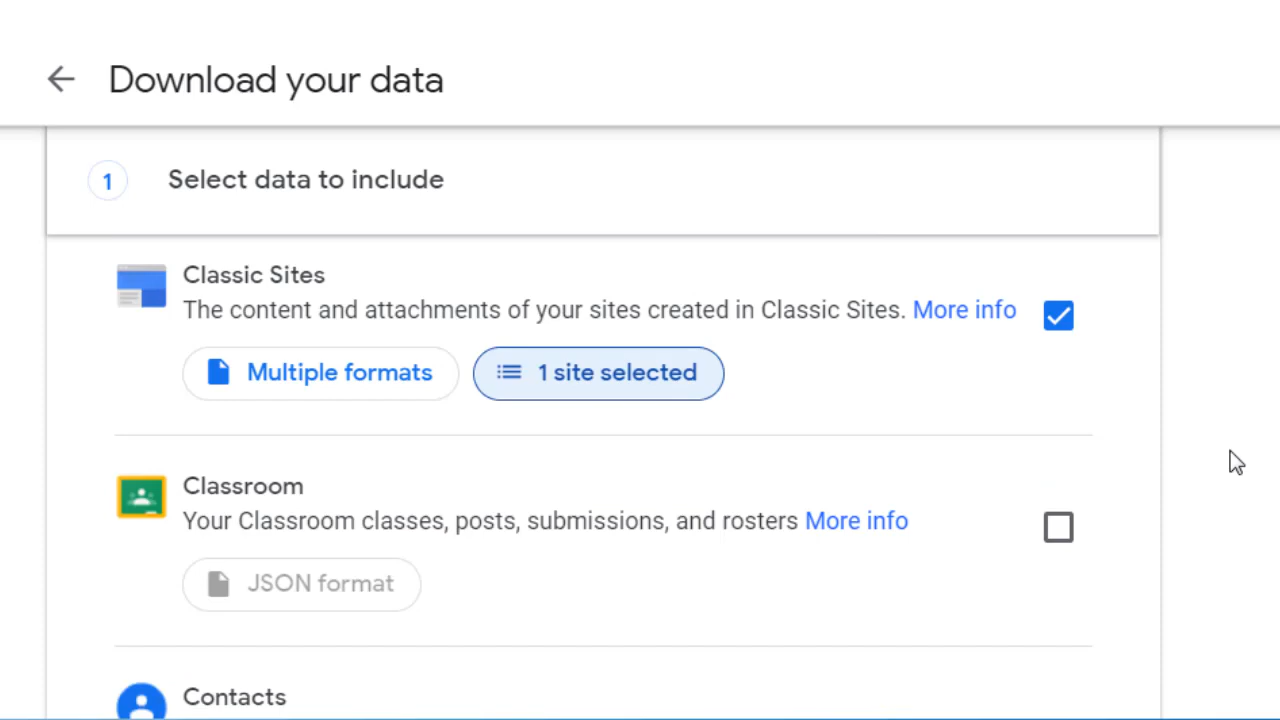 Download your data
1 Select data to include
Classic Sites
The content and attachments of your sites created in Classic Sites. More info
Multiple formats 1 site selected
Classroom
Your Classroom classes, posts, submissions, and rosters More info
JSON format
Contacts